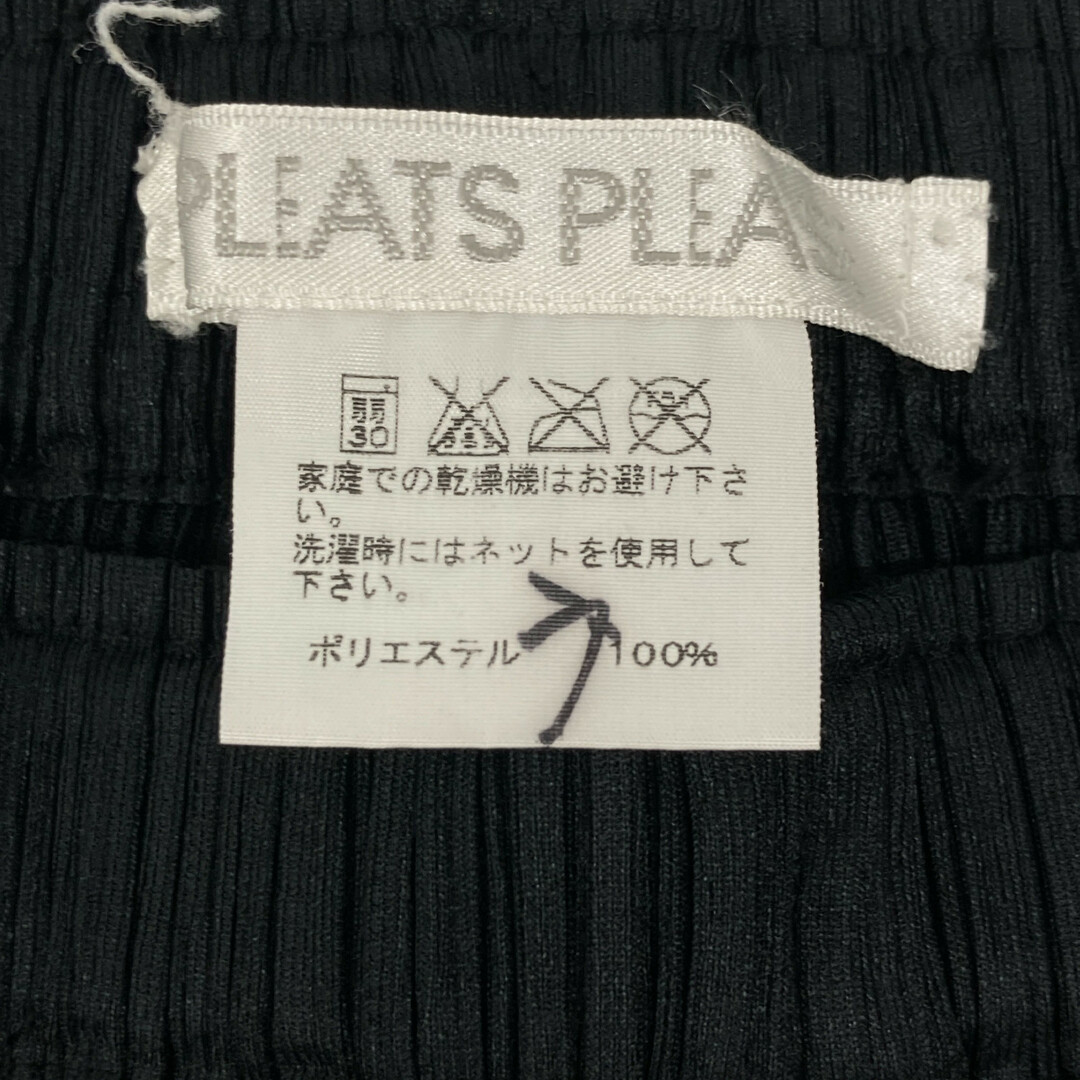 PLEATS PLEAS
弱
30
家庭での乾燥機はお避け下さ
い。
洗濯時にはネットを使用して
下さい。
ポリエステル 100%